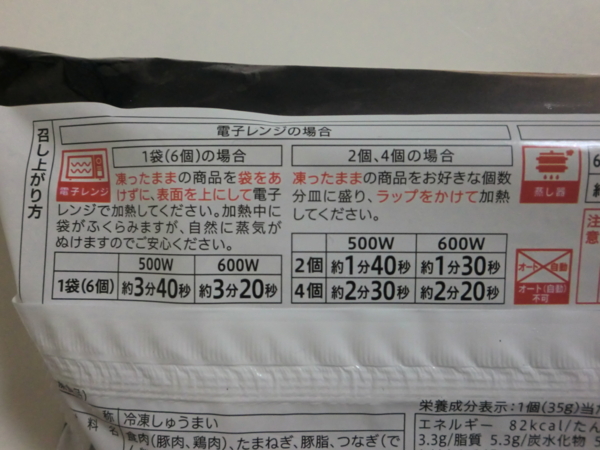 召し上がり方
電子レンジの場合
電子レンジ
1袋(6個)の場合
凍ったままの商品を袋をあ
けずに、表面を上にして電子
レンジで加熱してください。加熱中に
袋がふくらみますが、自然に蒸気が
ぬけますのでご安心ください。
500W 600W
1袋(6個) 約3分40秒 約3分20秒
2個、4個の場合
凍ったままの商品をお好きな個数
分皿に盛り、ラップをかけて加熱
してください。
500W 600W
2個 約1分40秒 約1分30秒
4個 約2分30秒 約2分20秒
蒸し器
オート 自動
オート(自動)
不可
注
意
栄養成分表示:1個(35g)当た
エネルギー 82kcal/たん
3.3g/脂質 5.3g/炭水化物 5
称 冷凍しゅうまい
料名 食肉(豚肉、鶏肉)、たまねぎ、豚脂、つなぎ(で